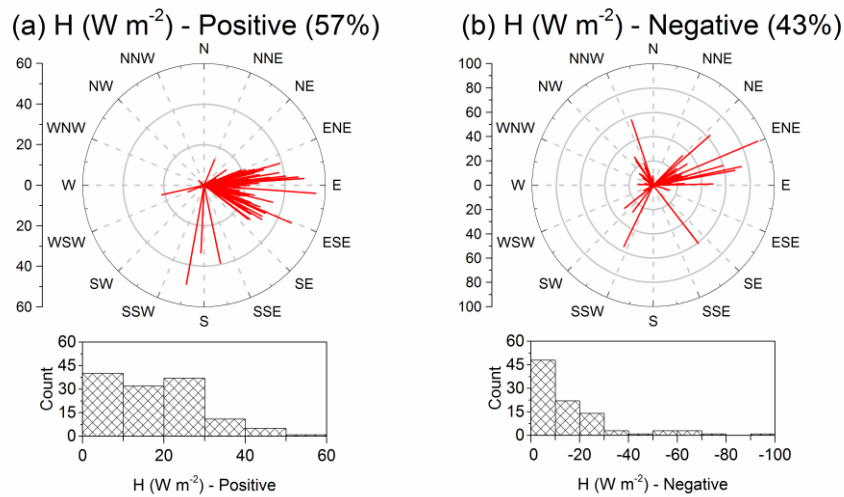 (a) H (W m-2) - Positive (57%)
N
NNE
NE
ENE
E
ESE
SE
SSE
S
SSW
SW
WSW
W
WNW
NW
NNW
60
40
20
0
20
40
60
60
45
30
15
0
Count
0 20 40 60
H (W m-2) - Positive
(b) H (W m-2) - Negative (43%)
N
NNE
NE
ENE
E
ESE
SE
SSE
S
SSW
SW
WSW
W
WNW
NW
NNW
100
80
60
40
20
0
20
40
60
80
100
60
45
30
15
0
Count
0 -20 -40 -60 -80 -100
H (W m-2) - Negative